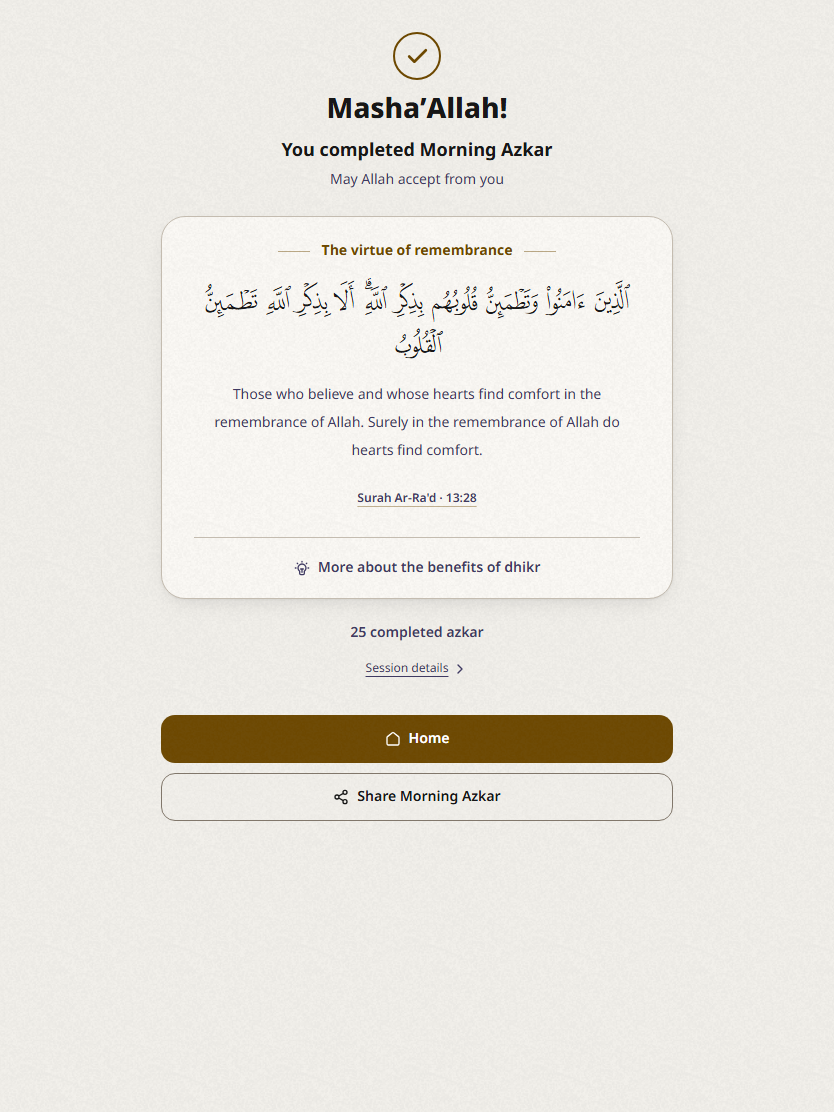 Masha’Allah!
You completed Morning Azkar
May Allah accept from you
The virtue of remembrance
ٱلَّذِينَ ءَامَنُوا۟ وَتَطْمَئِنُّ قُلُوبُهُم بِذِكْرِ ٱللَّهِ ۗ أَلَا بِذِكْرِ ٱللَّهِ تَطْمَئِنُّ
ٱلْقُلُوبُ
Those who believe and whose hearts find comfort in the
remembrance of Allah. Surely in the remembrance of Allah do
hearts find comfort.
Surah Ar-Ra'd · 13:28
More about the benefits of dhikr
25 completed azkar
Session details
Home
Share Morning Azkar